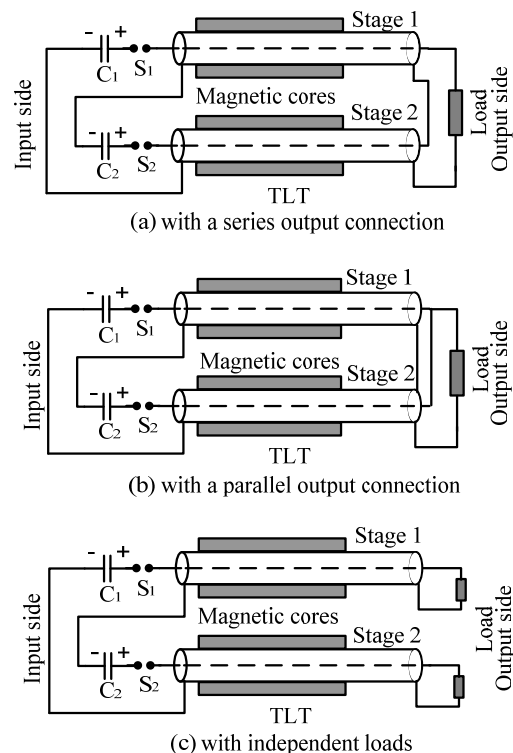 Stage 1
- +
C1
S1
Magnetic cores
Stage 2
- +
C2
S2
TLT
Input side
Load
Output side
(a) with a series output connection
Stage 1
- +
C1
S1
Magnetic cores
Stage 2
- +
C2
S2
TLT
Input side
Load
Output side
(b) with a parallel output connection
Stage 1
- +
C1
S1
Magnetic cores
Stage 2
- +
C2
S2
TLT
Input side
Load
Output side
(c) with independent loads